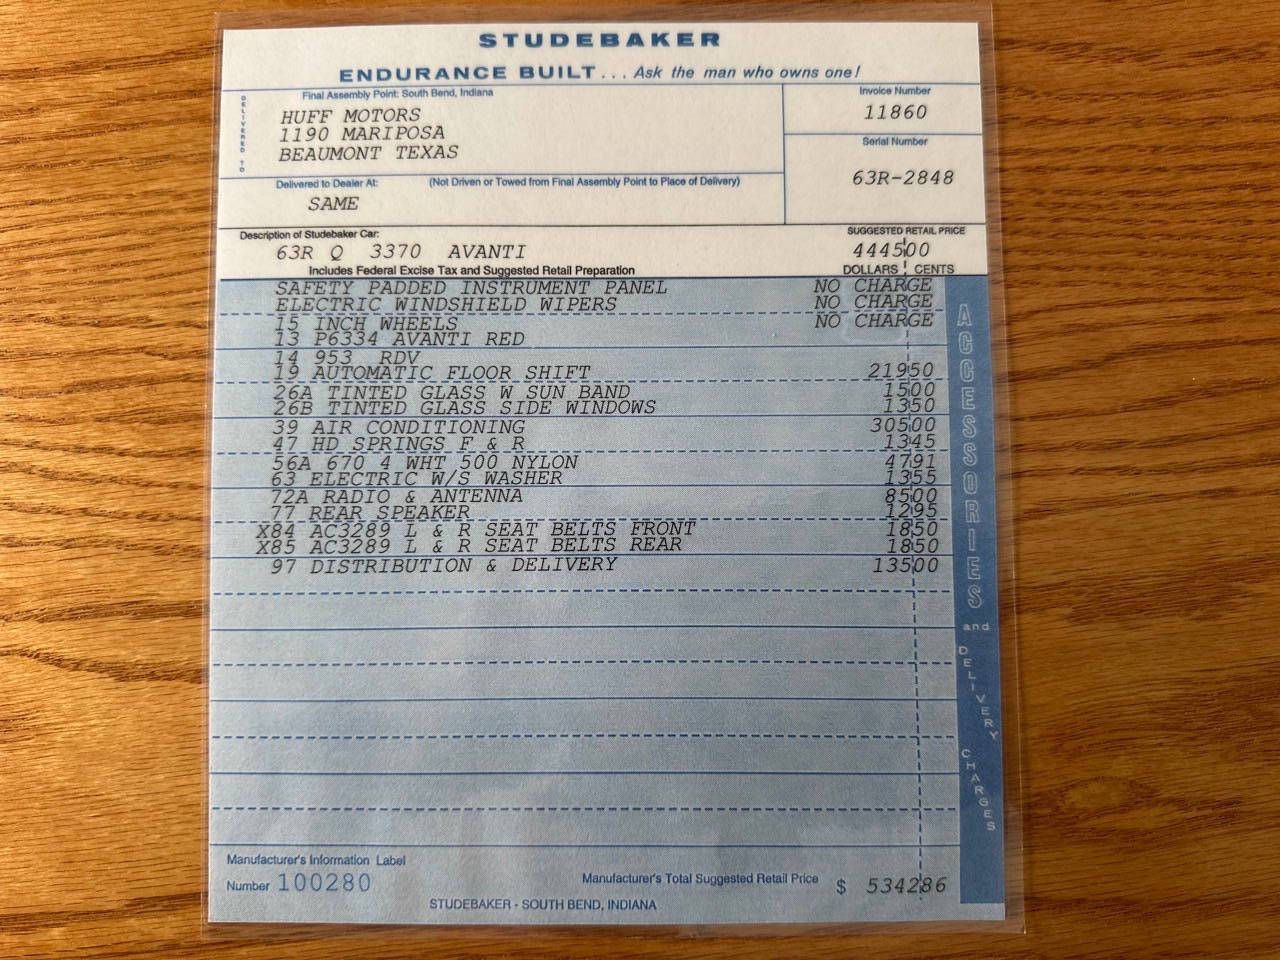 STUDEBAKER
ENDURANCE BUILT... Ask the man who owns one!
DELIVERED TO
Final Assembly Point: South Bend, Indiana
HUFF MOTORS
1190 MARIPOSA
BEAUMONT TEXAS
Invoice Number
11860
Serial Number
63R-2848
Delivered to Dealer At: (Not Driven or Towed from Final Assembly Point to Place of Delivery)
SAME
Description of Studebaker Car: SUGGESTED RETAIL PRICE
63R Q 3370 AVANTI 444500
Includes Federal Excise Tax and Suggested Retail Preparation DOLLARS CENTS
SAFETY PADDED INSTRUMENT PANEL NO CHARGE
ELECTRIC WINDSHIELD WIPERS NO CHARGE
15 INCH WHEELS NO CHARGE
13 P6334 AVANTI RED
14 953 RDV
19 AUTOMATIC FLOOR SHIFT 21950
26A TINTED GLASS W SUN BAND 1500
26B TINTED GLASS SIDE WINDOWS 1350
39 AIR CONDITIONING 30500
47 HD SPRINGS F & R 1345
56A 670 4 WHT 500 NYLON 4791
63 ELECTRIC W/S WASHER 1355
72A RADIO & ANTENNA 8500
77 REAR SPEAKER 1295
X84 AC3289 L & R SEAT BELTS FRONT 1850
X85 AC3289 L & R SEAT BELTS REAR 1850
97 DISTRIBUTION & DELIVERY 13500
ACCESSORIES and DELIVERY CHARGES
Manufacturer's Information Label
Number 100280
Manufacturer's Total Suggested Retail Price $ 534286
STUDEBAKER - SOUTH BEND, INDIANA